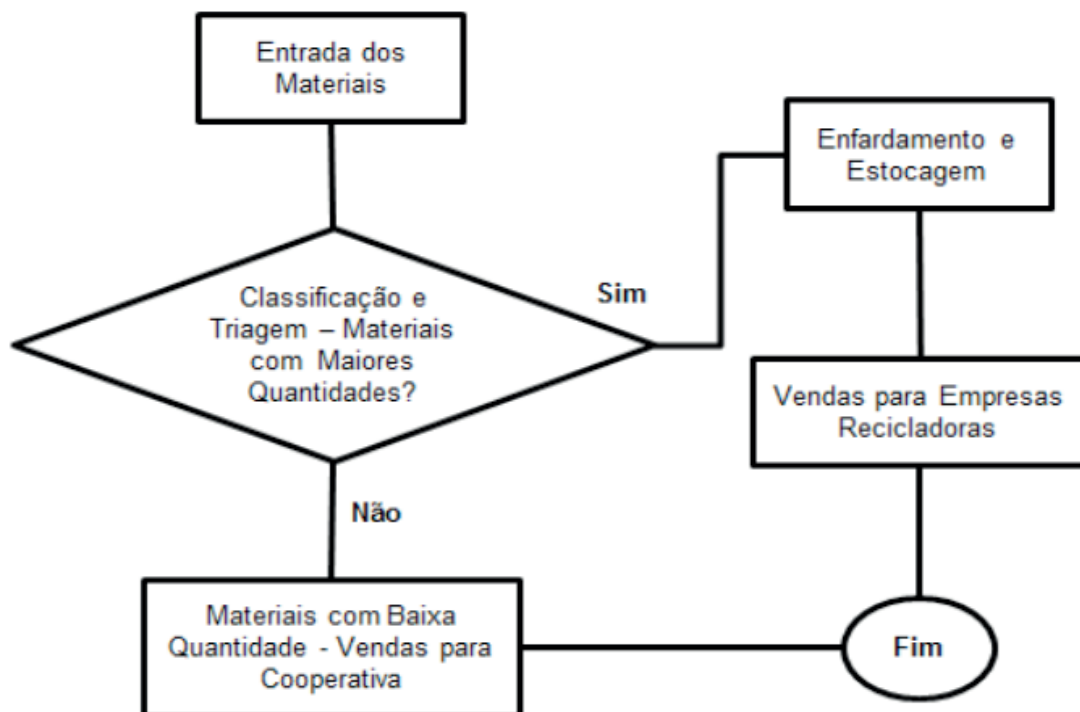 Entrada dos
Materiais
Enfardamento e
Estocagem
Sim
Classificação e
Triagem – Materiais
com Maiores
Quantidades?
Vendas para Empresas
Recicladoras
Não
Materiais com Baixa
Quantidade - Vendas para
Cooperativa
Fim